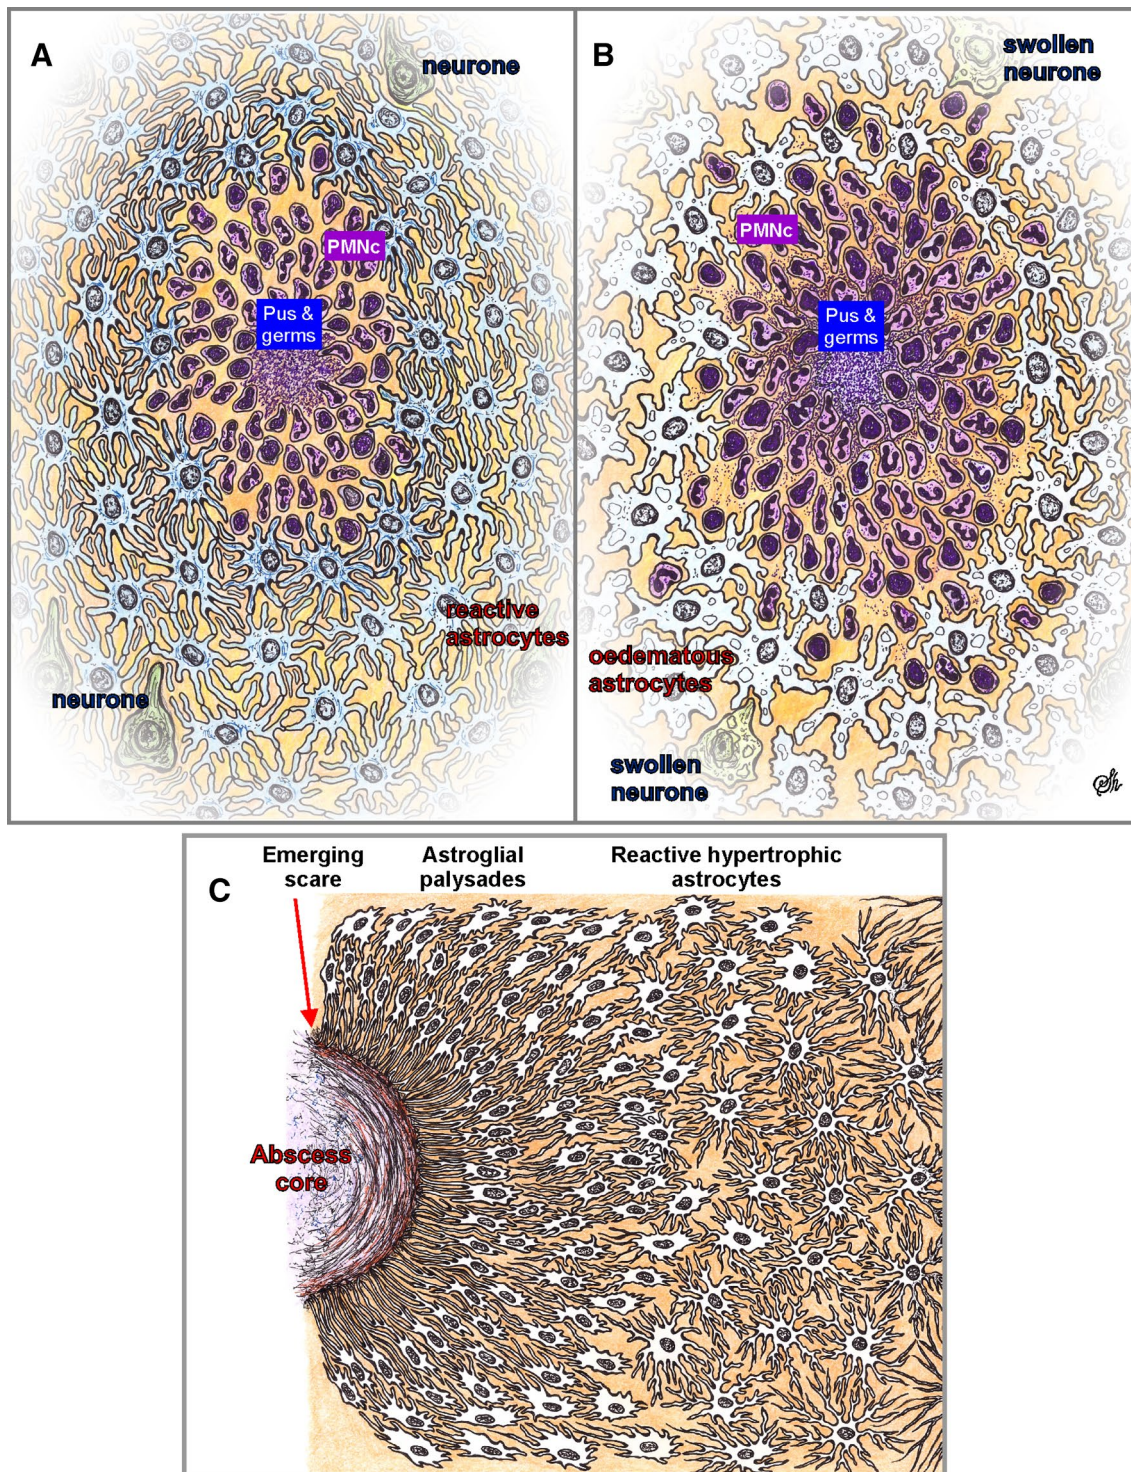 A
neurone
PMNc
Pus &
germs
reactive
astrocytes
neurone
B
swollen
neurone
PMNc
Pus &
germs
oedematous
astrocytes
swollen
neurone
C
Emerging
scare
Astroglial
palysades
Reactive hypertrophic
astrocytes
Abscess
core